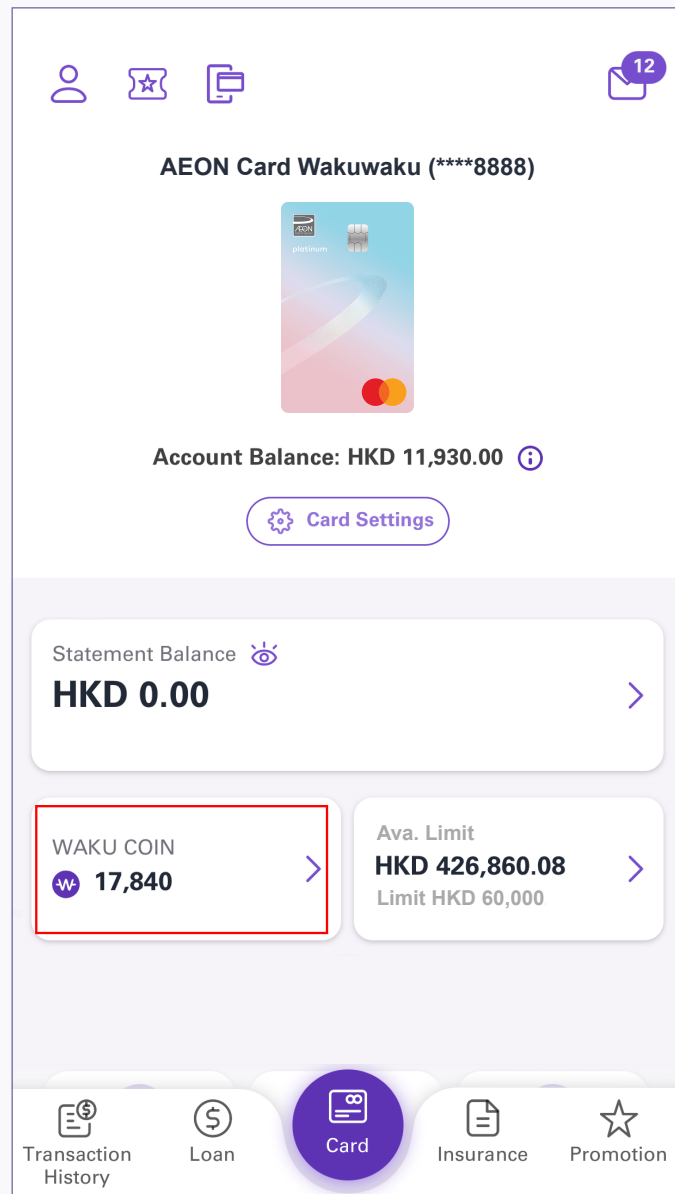 12
AEON Card Wakuwaku (****8888)
AEON
platinum
Account Balance: HKD 11,930.00
Card Settings
Statement Balance
HKD 0.00
WAKU COIN
17,840
Ava. Limit
HKD 426,860.08
Limit HKD 60,000
Transaction
History
Loan
Card
Insurance
Promotion